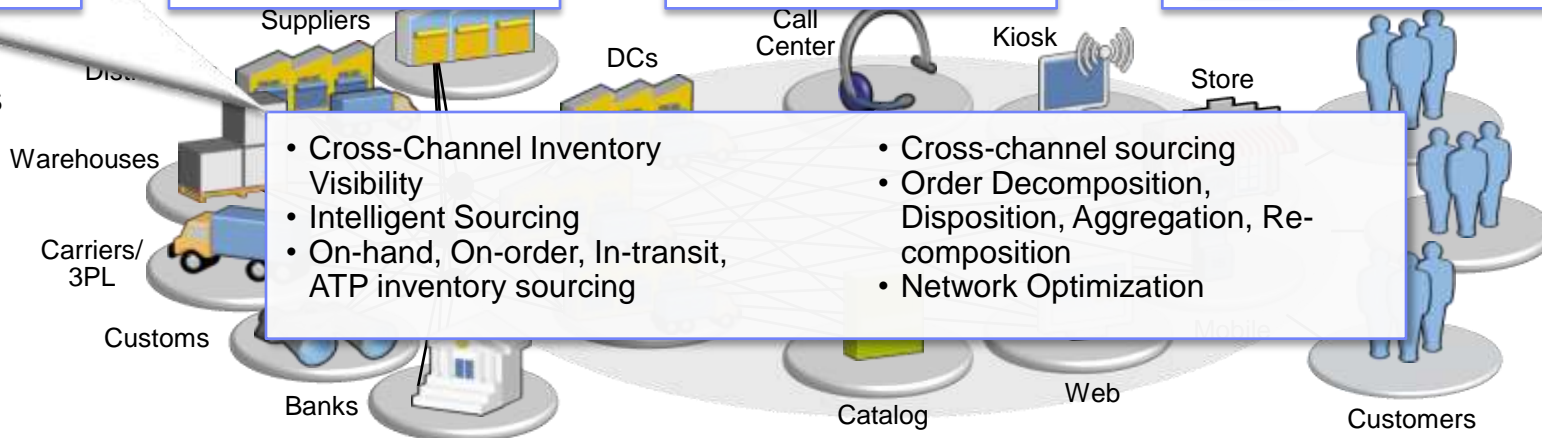 Suppliers
Call
Center
Kiosk
DCs
Store
Warehouses
• Cross-Channel Inventory
Visibility
• Intelligent Sourcing
• On-hand, On-order, In-transit,
ATP inventory sourcing
• Cross-channel sourcing
• Order Decomposition,
Disposition, Aggregation, Re-
composition
• Network Optimization
Carriers/
3PL
Customs
Mobile
Banks
Catalog
Web
Customers